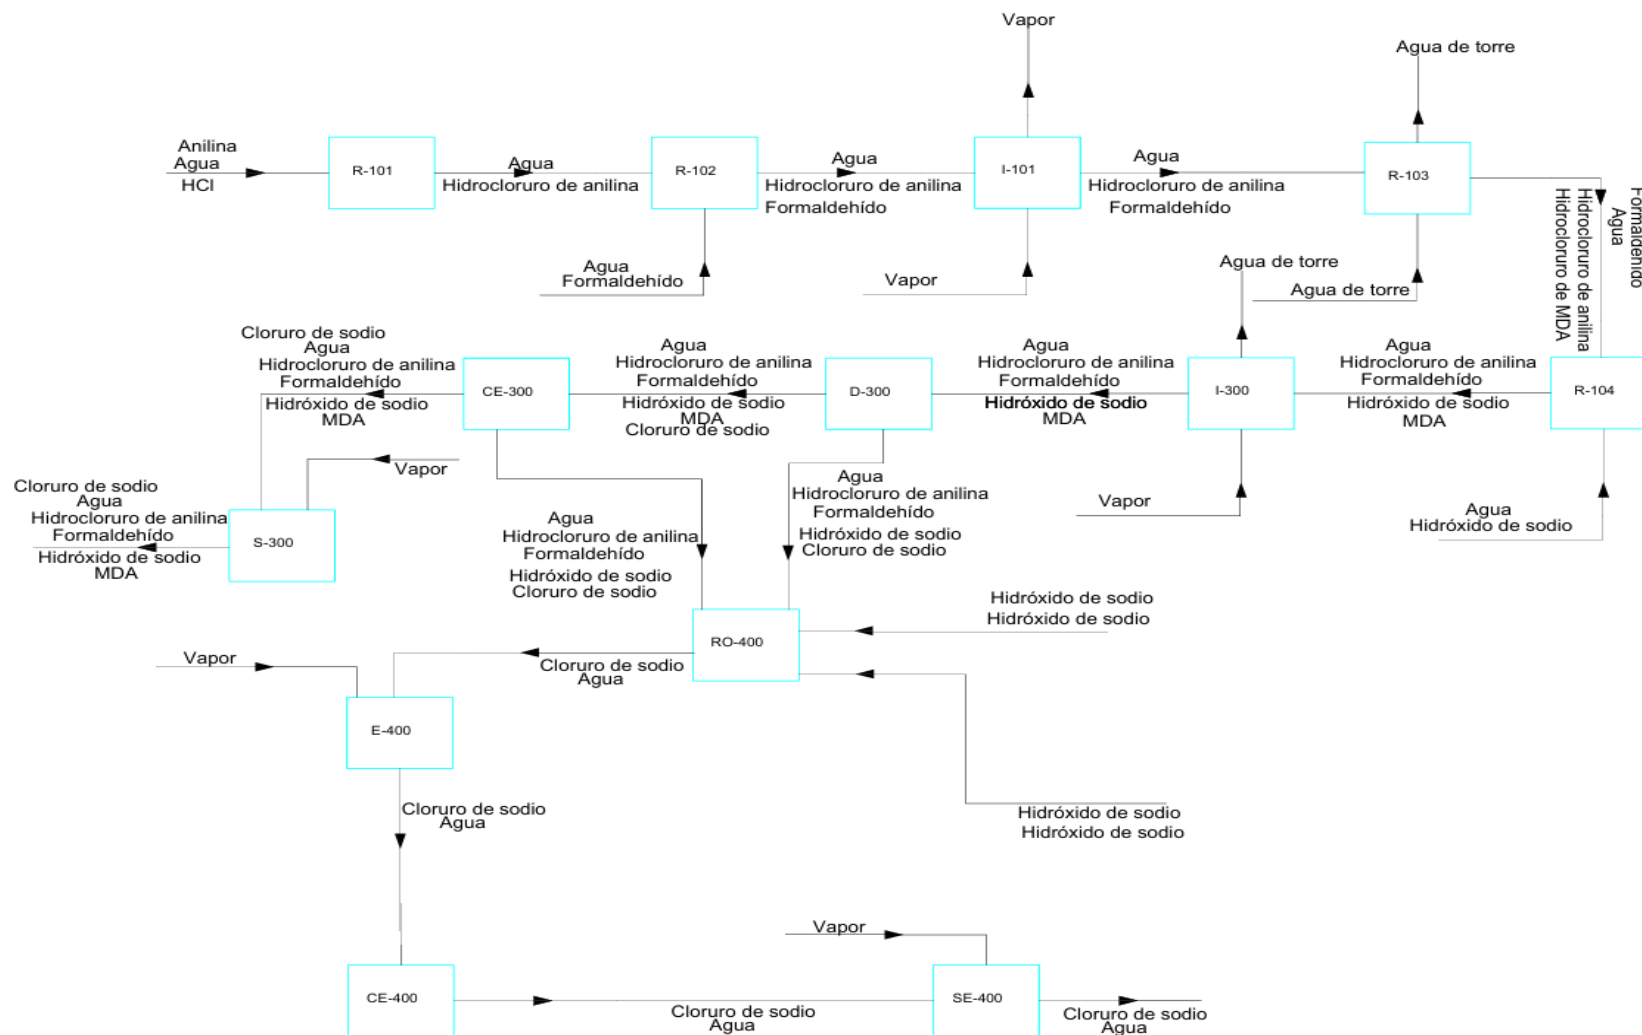 Vapor
Agua de torre
Anilina
Agua
HCl
R-101
Agua
Hidrocloruro de anilina
R-102
Agua
Hidrocloruro de anilina
Formaldehído
I-101
Agua
Hidrocloruro de anilina
Formaldehído
R-103
Formaldehído
Agua
Hidrocloruro de anilina
Hidrocloruro de MDA
Agua
Formaldehído
Vapor
Agua de torre
Agua de torre
Cloruro de sodio
Agua
Hidrocloruro de anilina
Formaldehído
Hidróxido de sodio
MDA
CE-300
Agua
Hidrocloruro de anilina
Formaldehído
Hidróxido de sodio
MDA
Cloruro de sodio
D-300
Agua
Hidrocloruro de anilina
Formaldehído
Hidróxido de sodio
MDA
I-300
Agua
Hidrocloruro de anilina
Formaldehído
Hidróxido de sodio
MDA
R-104
Vapor
Cloruro de sodio
Agua
Hidrocloruro de anilina
Formaldehído
Hidróxido de sodio
MDA
S-300
Agua
Hidrocloruro de anilina
Formaldehído
Hidróxido de sodio
Cloruro de sodio
Agua
Hidrocloruro de anilina
Formaldehído
Hidróxido de sodio
Cloruro de sodio
Vapor
Agua
Hidróxido de sodio
Hidróxido de sodio
Hidróxido de sodio
RO-400
Vapor
Cloruro de sodio
Agua
E-400
Cloruro de sodio
Agua
Hidróxido de sodio
Hidróxido de sodio
Vapor
CE-400
Cloruro de sodio
Agua
SE-400
Cloruro de sodio
Agua